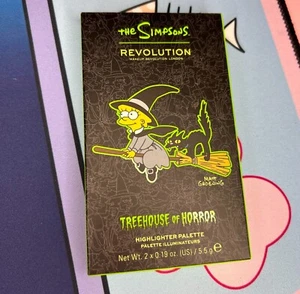 THE SIMPSONS
REVOLUTION
MAKEUP REVOLUTION LONDON
MATT
GROENING
TREEHOUSE OF HORROR
HIGHLIGHTER PALETTE
PALETTE ILLUMINATEURS
Net Wt. 2 x 0.19 oz. (US) / 5.5g e